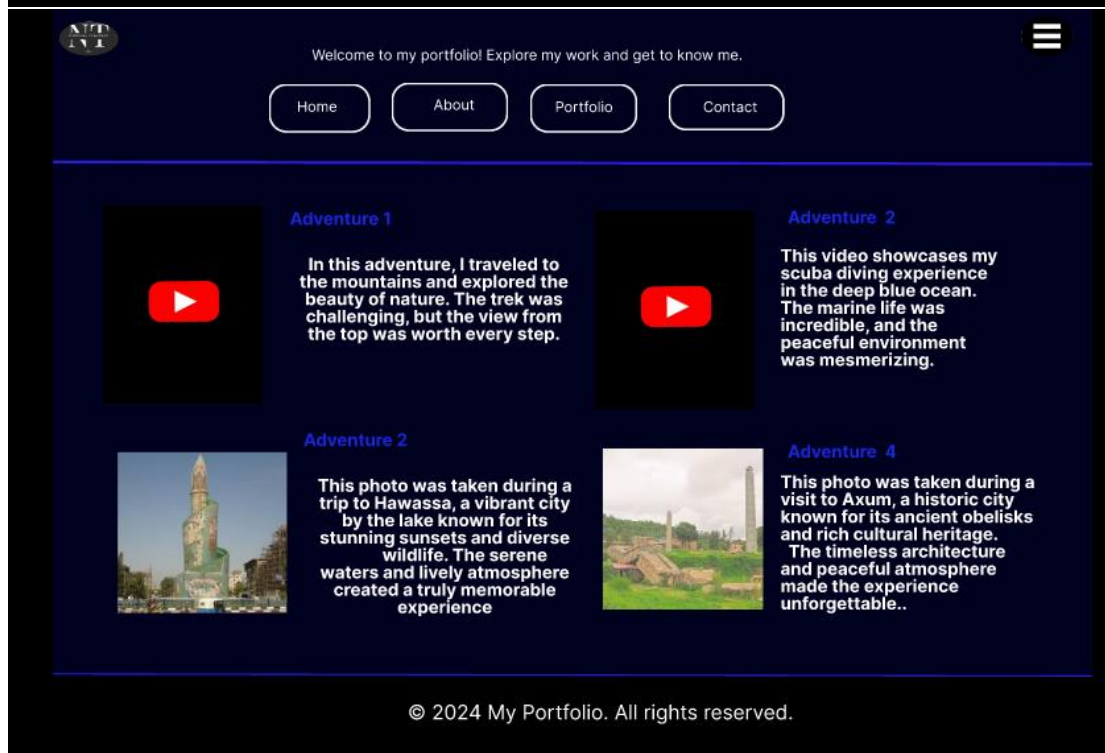 NT
Welcome to my portfolio! Explore my work and get to know me.
Home
About
Portfolio
Contact
Adventure 1
In this adventure, I traveled to
the mountains and explored the
beauty of nature. The trek was
challenging, but the view from
the top was worth every step.
Adventure 2
This video showcases my
scuba diving experience
in the deep blue ocean.
The marine life was
incredible, and the
peaceful environment
was mesmerizing.
Adventure 2
This photo was taken during a
trip to Hawassa, a vibrant city
by the lake known for its
stunning sunsets and diverse
wildlife. The serene
waters and lively atmosphere
created a truly memorable
experience
Adventure 4
This photo was taken during a
visit to Axum, a historic city
known for its ancient obelisks
and rich cultural heritage.
The timeless architecture
and peaceful atmosphere
made the experience
unforgettable..
© 2024 My Portfolio. All rights reserved.